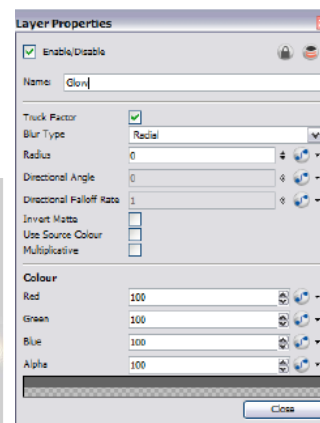 Layer Properties
Enable/Disable
Name: Glow
Truck Factor
Blur Type Radial
Radius 0
Directional Angle 0
Directional Falloff Rate 1
Invert Matte
Use Source Colour
Multiplicative
Colour
Red 100
Green 100
Blue 100
Alpha 100
Close